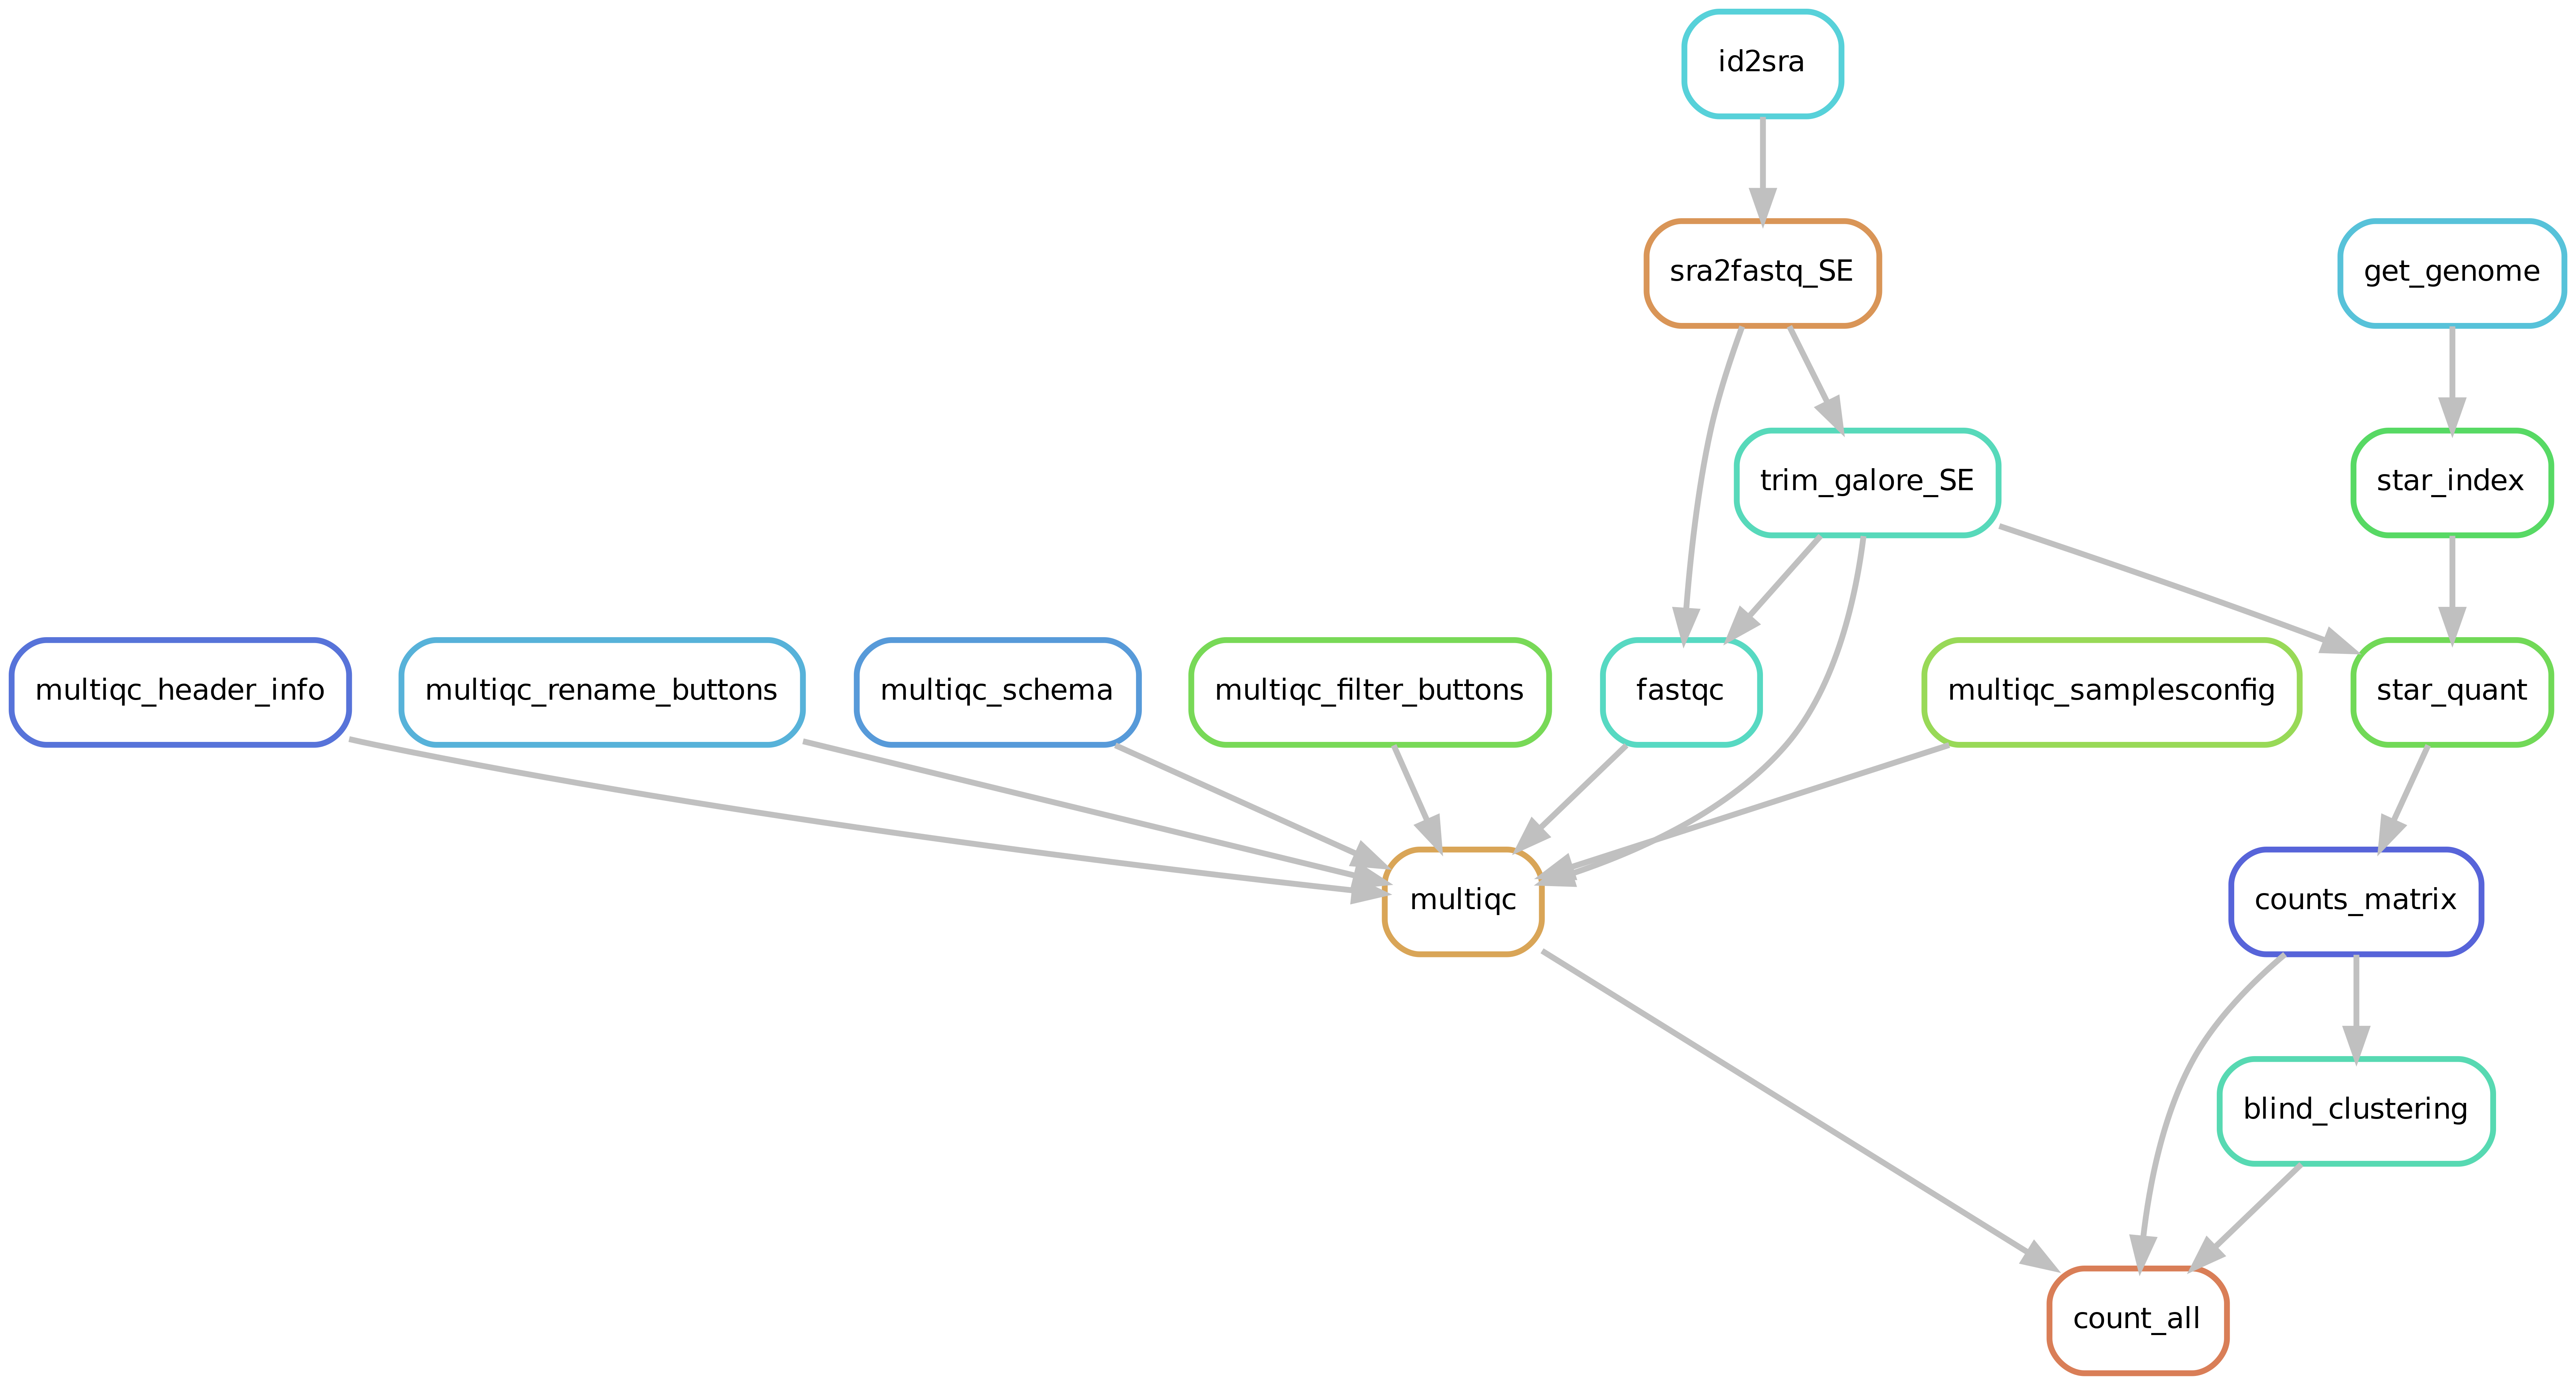 id2sra
sra2fastq_SE
get_genome
trim_galore_SE
star_index
multiqc_header_info
multiqc_rename_buttons
multiqc_schema
multiqc_filter_buttons
fastqc
multiqc_samplesconfig
star_quant
multiqc
counts_matrix
blind_clustering
count_all